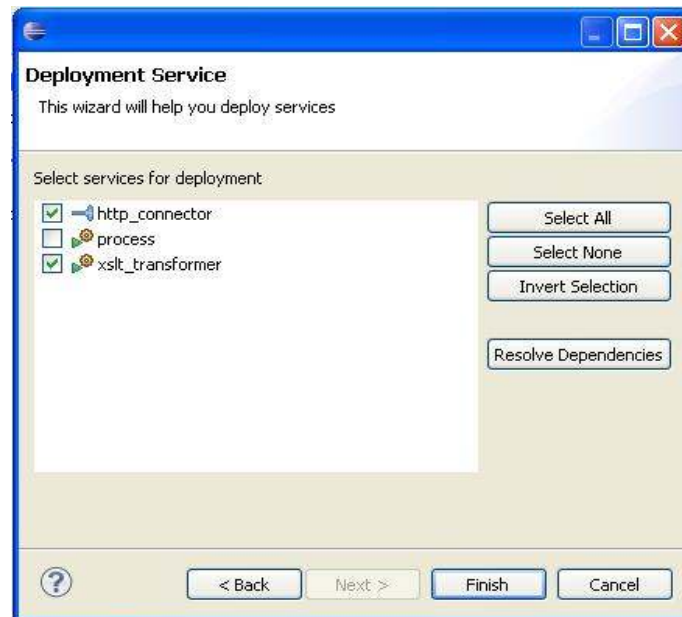 Deployment Service
This wizard will help you deploy services
Select services for deployment
http_connector
process
xslt_transformer
Select All
Select None
Invert Selection
Resolve Dependencies
?
< Back
Next >
Finish
Cancel